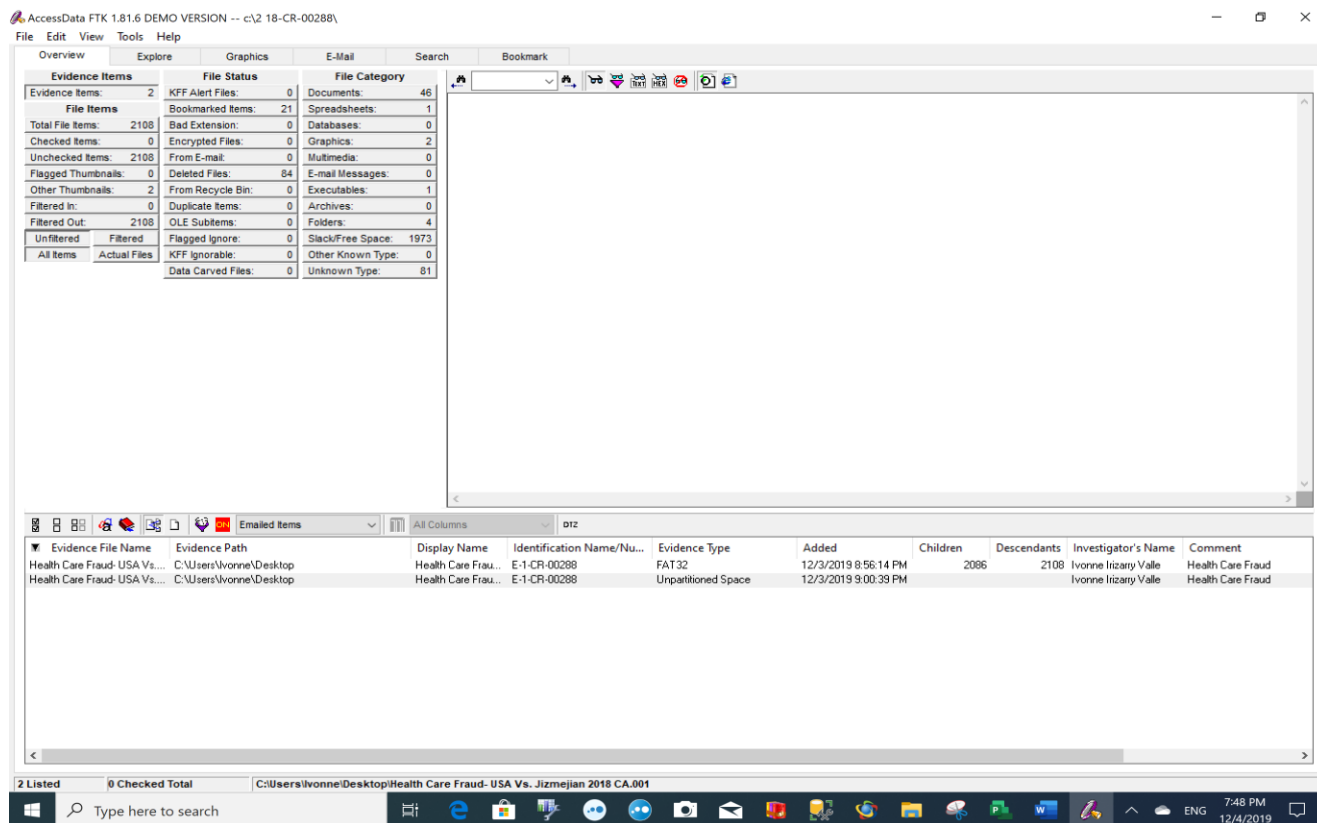 AccessData FTK 1.81.6 DEMO VERSION -- c:\2 18-CR-00288\
File Edit View Tools Help
Overview Explore Graphics E-Mail Search Bookmark
Evidence Items File Status File Category
Evidence Items: 2 KFF Alert Files: 0 Documents: 46
File Items Bookmarked Items: 21 Spreadsheets: 1
Total File Items: 2108 Bad Extension: 0 Databases: 0
Checked Items: 0 Encrypted Files: 0 Graphics: 2
Unchecked Items: 2108 From E-mail: 0 Multimedia: 0
Flagged Thumbnails: 0 Deleted Files: 84 E-mail Messages: 0
Other Thumbnails: 2 From Recycle Bin: 0 Executables: 1
Filtered In: 0 Duplicate Items: 0 Archives: 0
Filtered Out: 2108 OLE Subitems: 0 Folders: 4
Unfiltered Filtered Flagged Ignore: 0 Slack/Free Space: 1973
All Items Actual Files KFF Ignorable: 0 Other Known Type: 0
Data Carved Files: 0 Unknown Type: 81
TEXT HEX
ON Emailed Items All Columns DTZ
Evidence File Name Evidence Path Display Name Identification Name/Nu... Evidence Type Added Children Descendants Investigator's Name Comment
Health Care Fraud- USA Vs.... C:\Users\Ivonne\Desktop Health Care Frau... E-1-CR-00288 FAT32 12/3/2019 8:56:14 PM 2086 2108 Ivonne Irizarry Valle Health Care Fraud
Health Care Fraud- USA Vs.... C:\Users\Ivonne\Desktop Health Care Frau... E-1-CR-00288 Unpartitioned Space 12/3/2019 9:00:39 PM Ivonne Irizarry Valle Health Care Fraud
2 Listed 0 Checked Total C:\Users\Ivonne\Desktop\Health Care Fraud- USA Vs. Jizmejian 2018 CA.001
Type here to search ENG 7:48 PM
12/4/2019